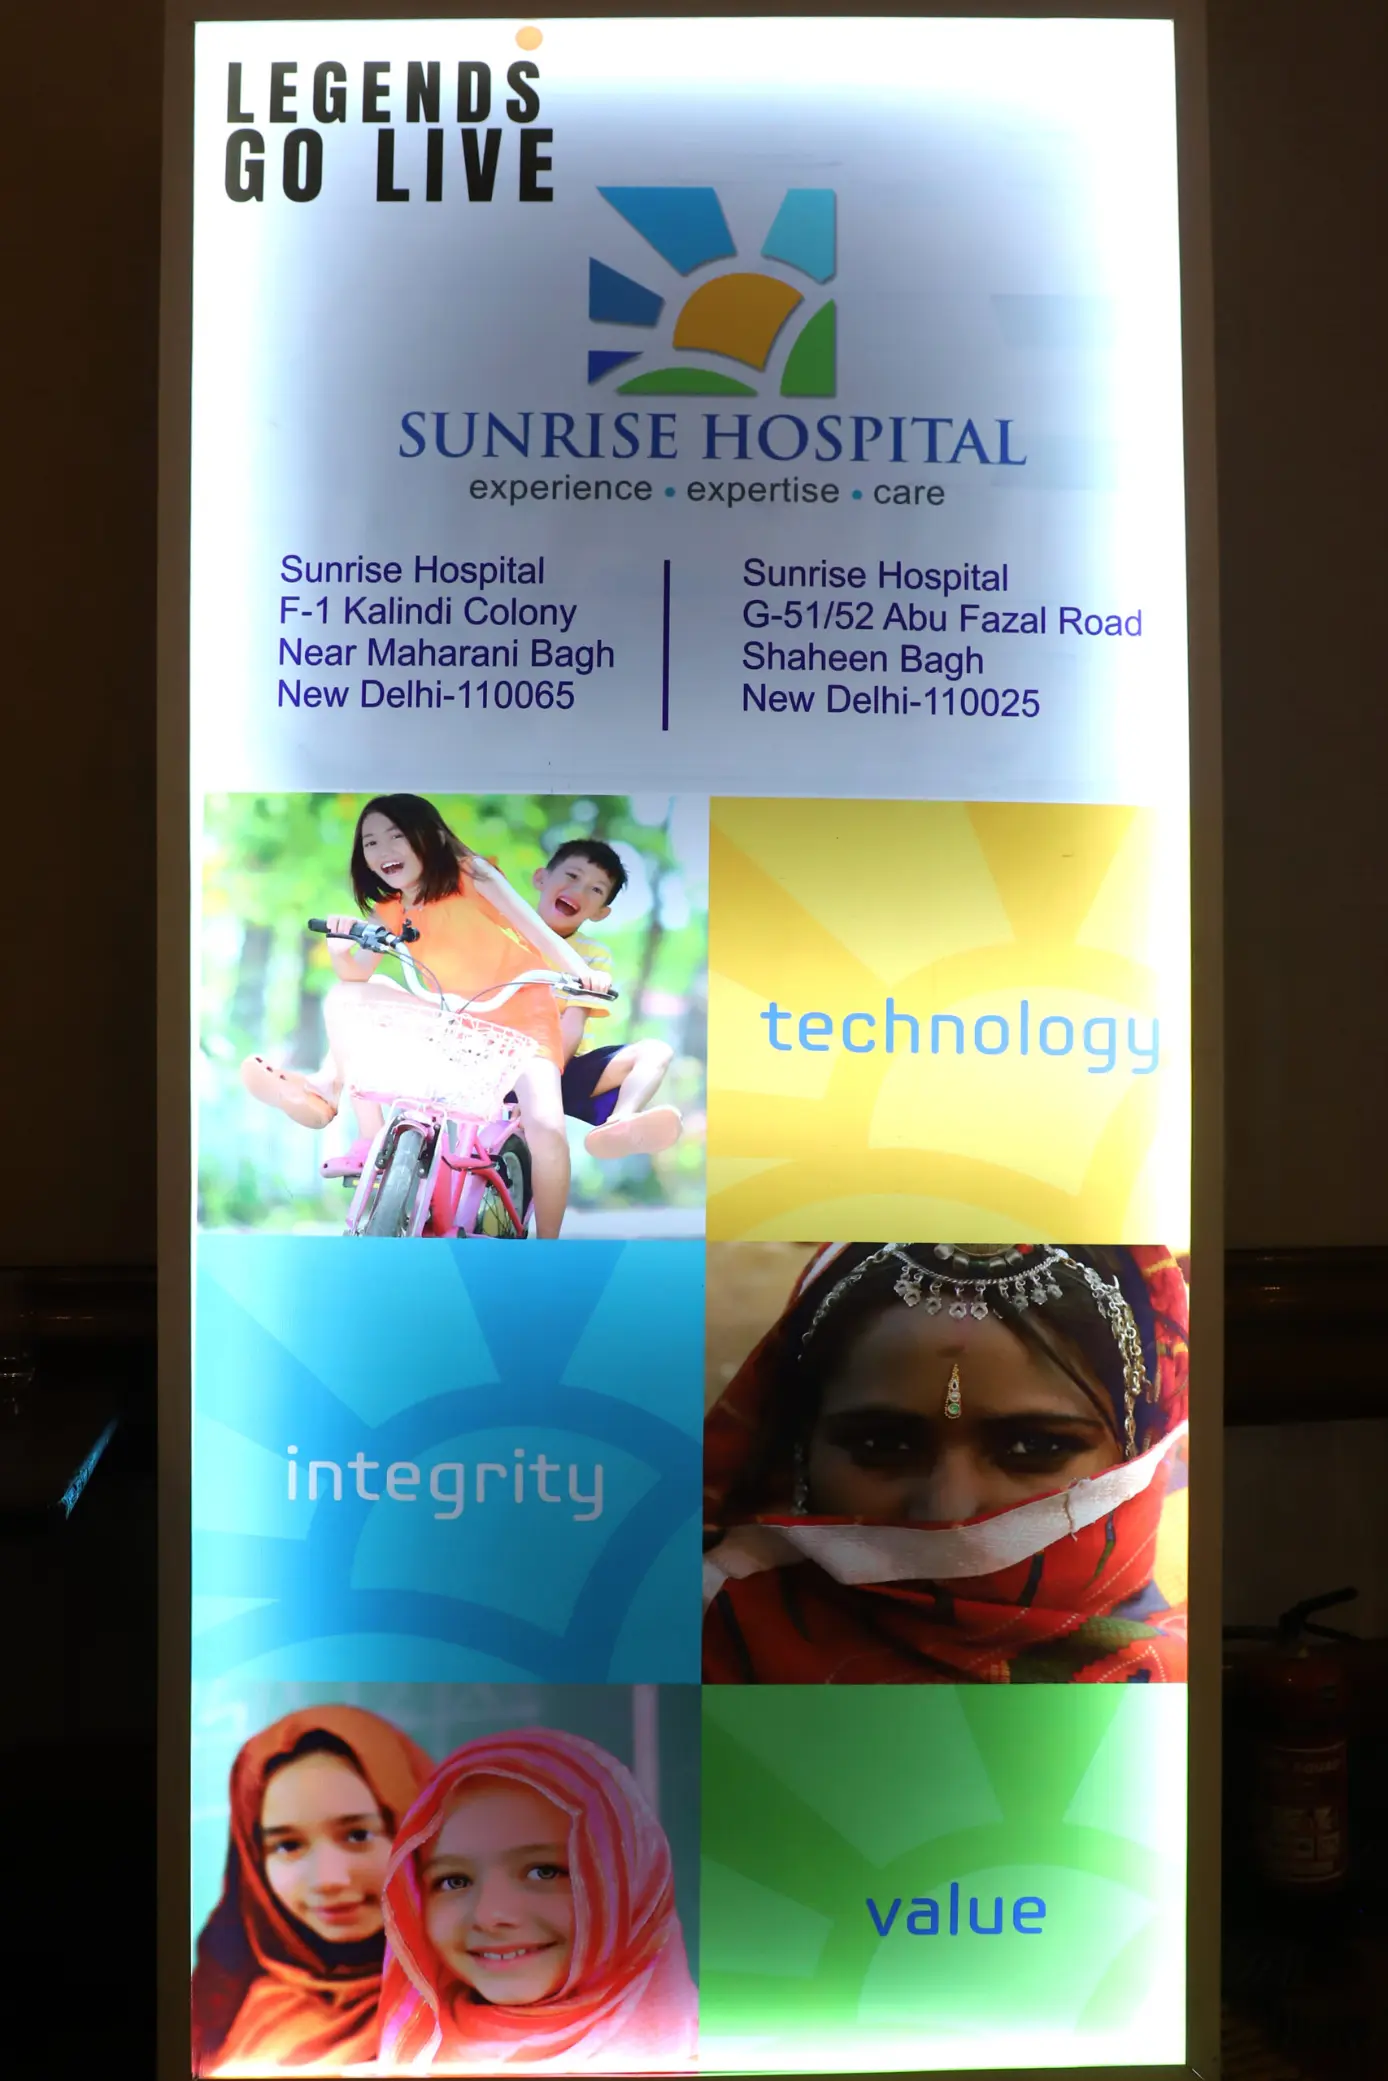 LEGENDS
GO LIVE
SUNRISE HOSPITAL
experience • expertise • care
Sunrise Hospital
F-1 Kalindi Colony
Near Maharani Bagh
New Delhi-110065
Sunrise Hospital
G-51/52 Abu Fazal Road
Shaheen Bagh
New Delhi-110025
technology
integrity
value